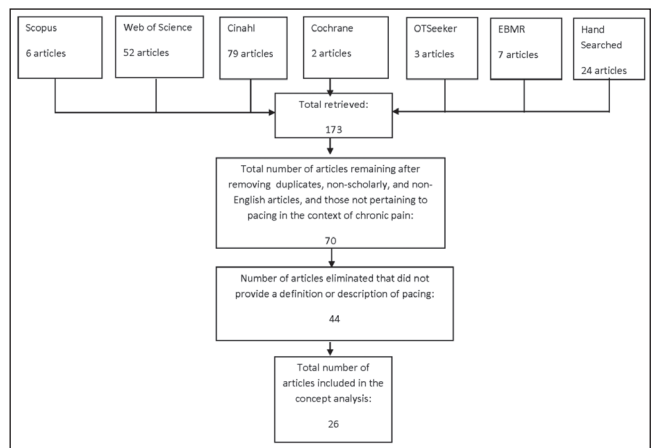 Scopus
6 articles
Web of Science
52 articles
Cinahl
79 articles
Cochrane
2 articles
OTSeeker
3 articles
EBMR
7 articles
Hand
Searched
24 articles
Total retrieved:
173
Total number of articles remaining after
removing duplicates, non-scholarly, and non-
English articles, and those not pertaining to
pacing in the context of chronic pain:
70
Number of articles eliminated that did not
provide a definition or description of pacing:
44
Total number of
articles included in the
concept analysis:
26